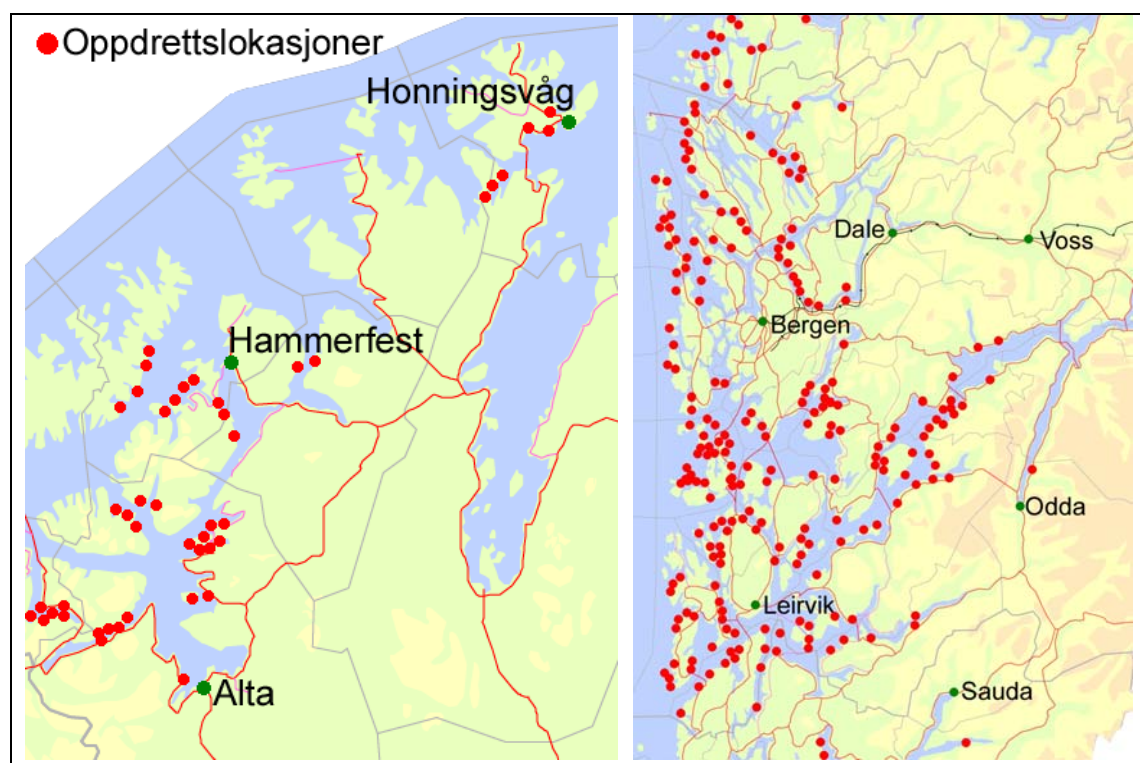 Oppdrettslokasjoner
Honningsvåg
Hammerfest
Alta
Dale
Voss
Bergen
Odda
Leirvik
Sauda